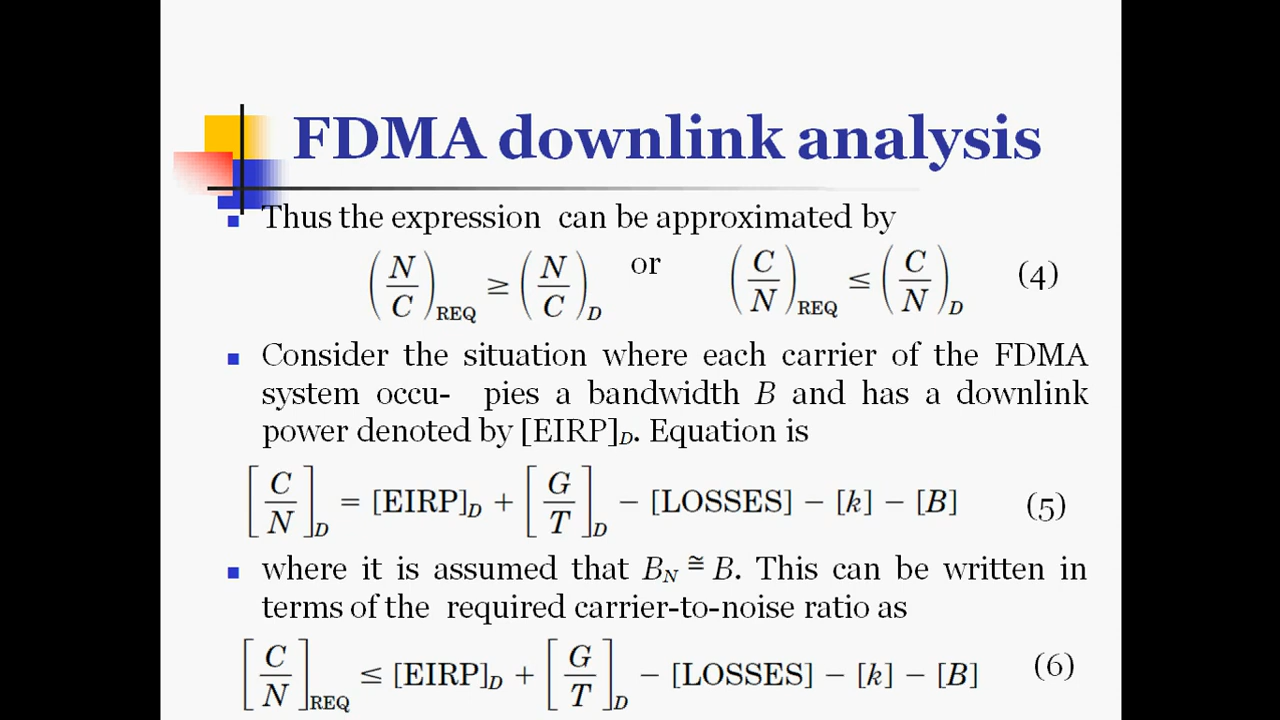 FDMA downlink analysis
Thus the expression can be approximated by
(N/C)REQ ≥ (N/C)D or (C/N)REQ ≤ (C/N)D (4)
Consider the situation where each carrier of the FDMA
system occu- pies a bandwidth B and has a downlink
power denoted by [EIRP]D. Equation is
[C/N]D = [EIRP]D + [G/T]D − [LOSSES] − [k] − [B] (5)
where it is assumed that BN ≅ B. This can be written in
terms of the required carrier-to-noise ratio as
[C/N]REQ ≤ [EIRP]D + [G/T]D − [LOSSES] − [k] − [B] (6)